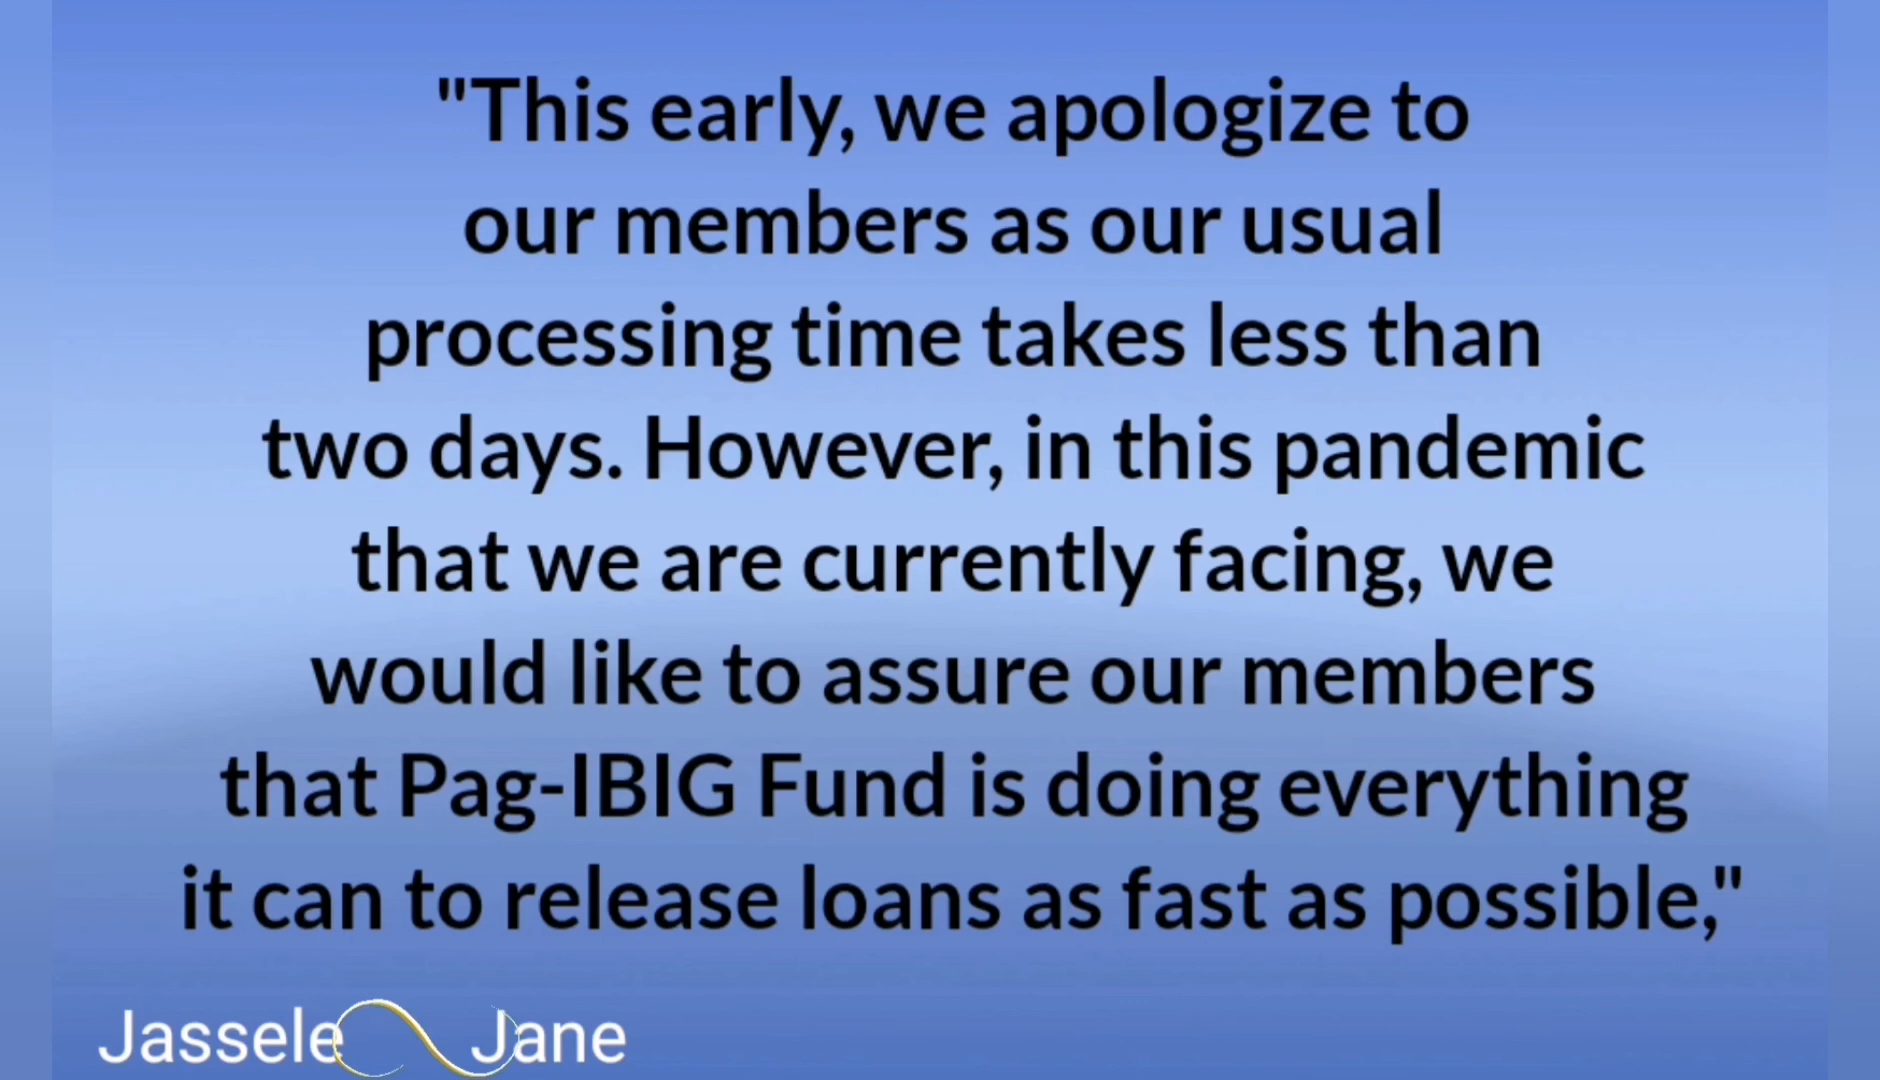 "This early, we apologize to
our members as our usual
processing time takes less than
two days. However, in this pandemic
that we are currently facing, we
would like to assure our members
that Pag-IBIG Fund is doing everything
it can to release loans as fast as possible,"
Jassele Jane